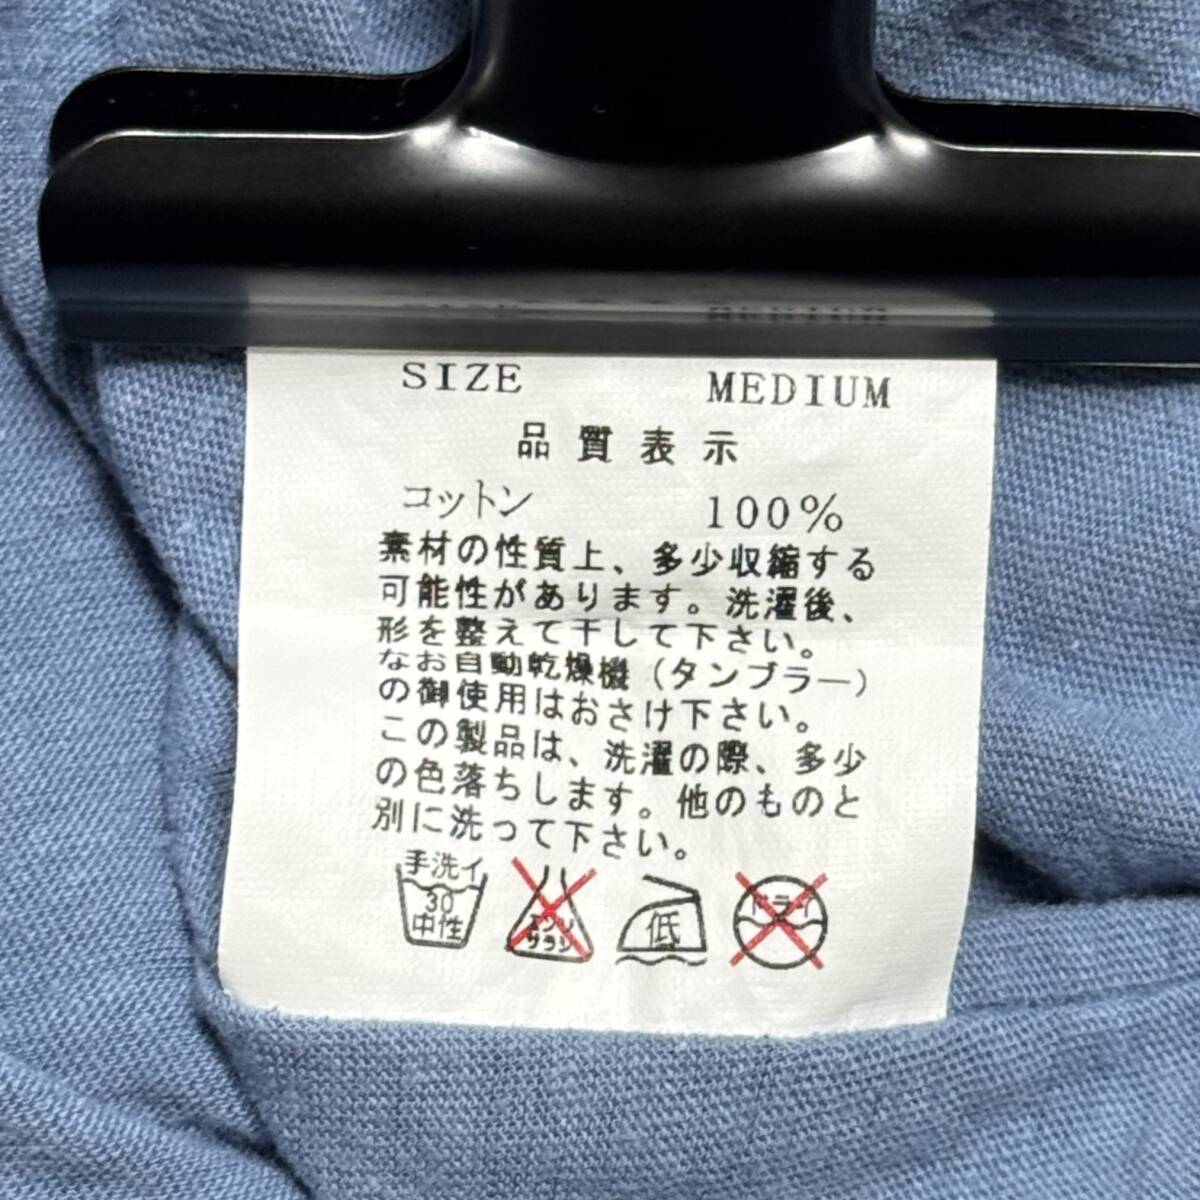 SIZE MEDIUM
品質表示
コットン 100%
素材の性質上、多少収縮する
可能性があります。洗濯後、
形を整えて干して下さい。
なお自動乾燥機（タンブラー）
の御使用はおさけ下さい。
この製品は、洗濯の際、多少
の色落ちします。他のものと
別に洗って下さい。
手洗イ
30
中性
エンソ
サラシ
低
ドライ